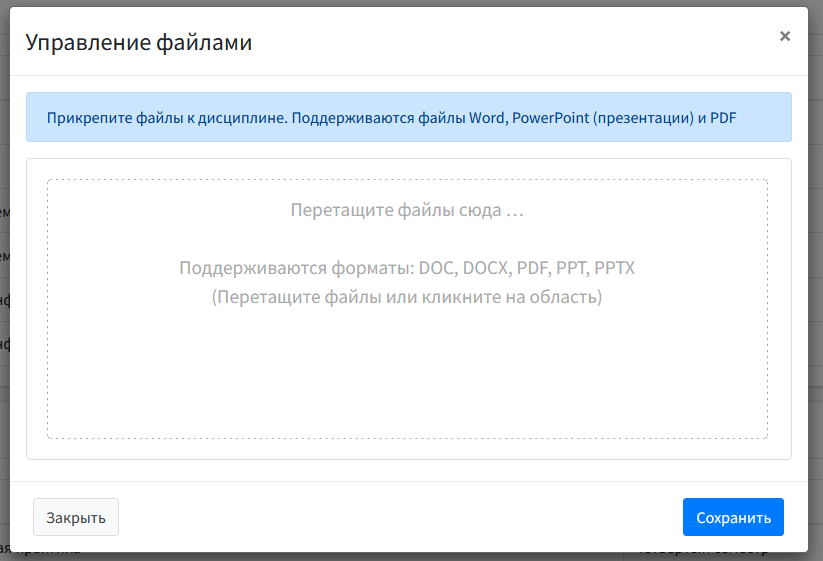 Управление файлами
×
Прикрепите файлы к дисциплине. Поддерживаются файлы Word, PowerPoint (презентации) и PDF
Перетащите файлы сюда …
Поддерживаются форматы: DOC, DOCX, PDF, PPT, PPTX
(Перетащите файлы или кликните на область)
Закрыть
Сохранить